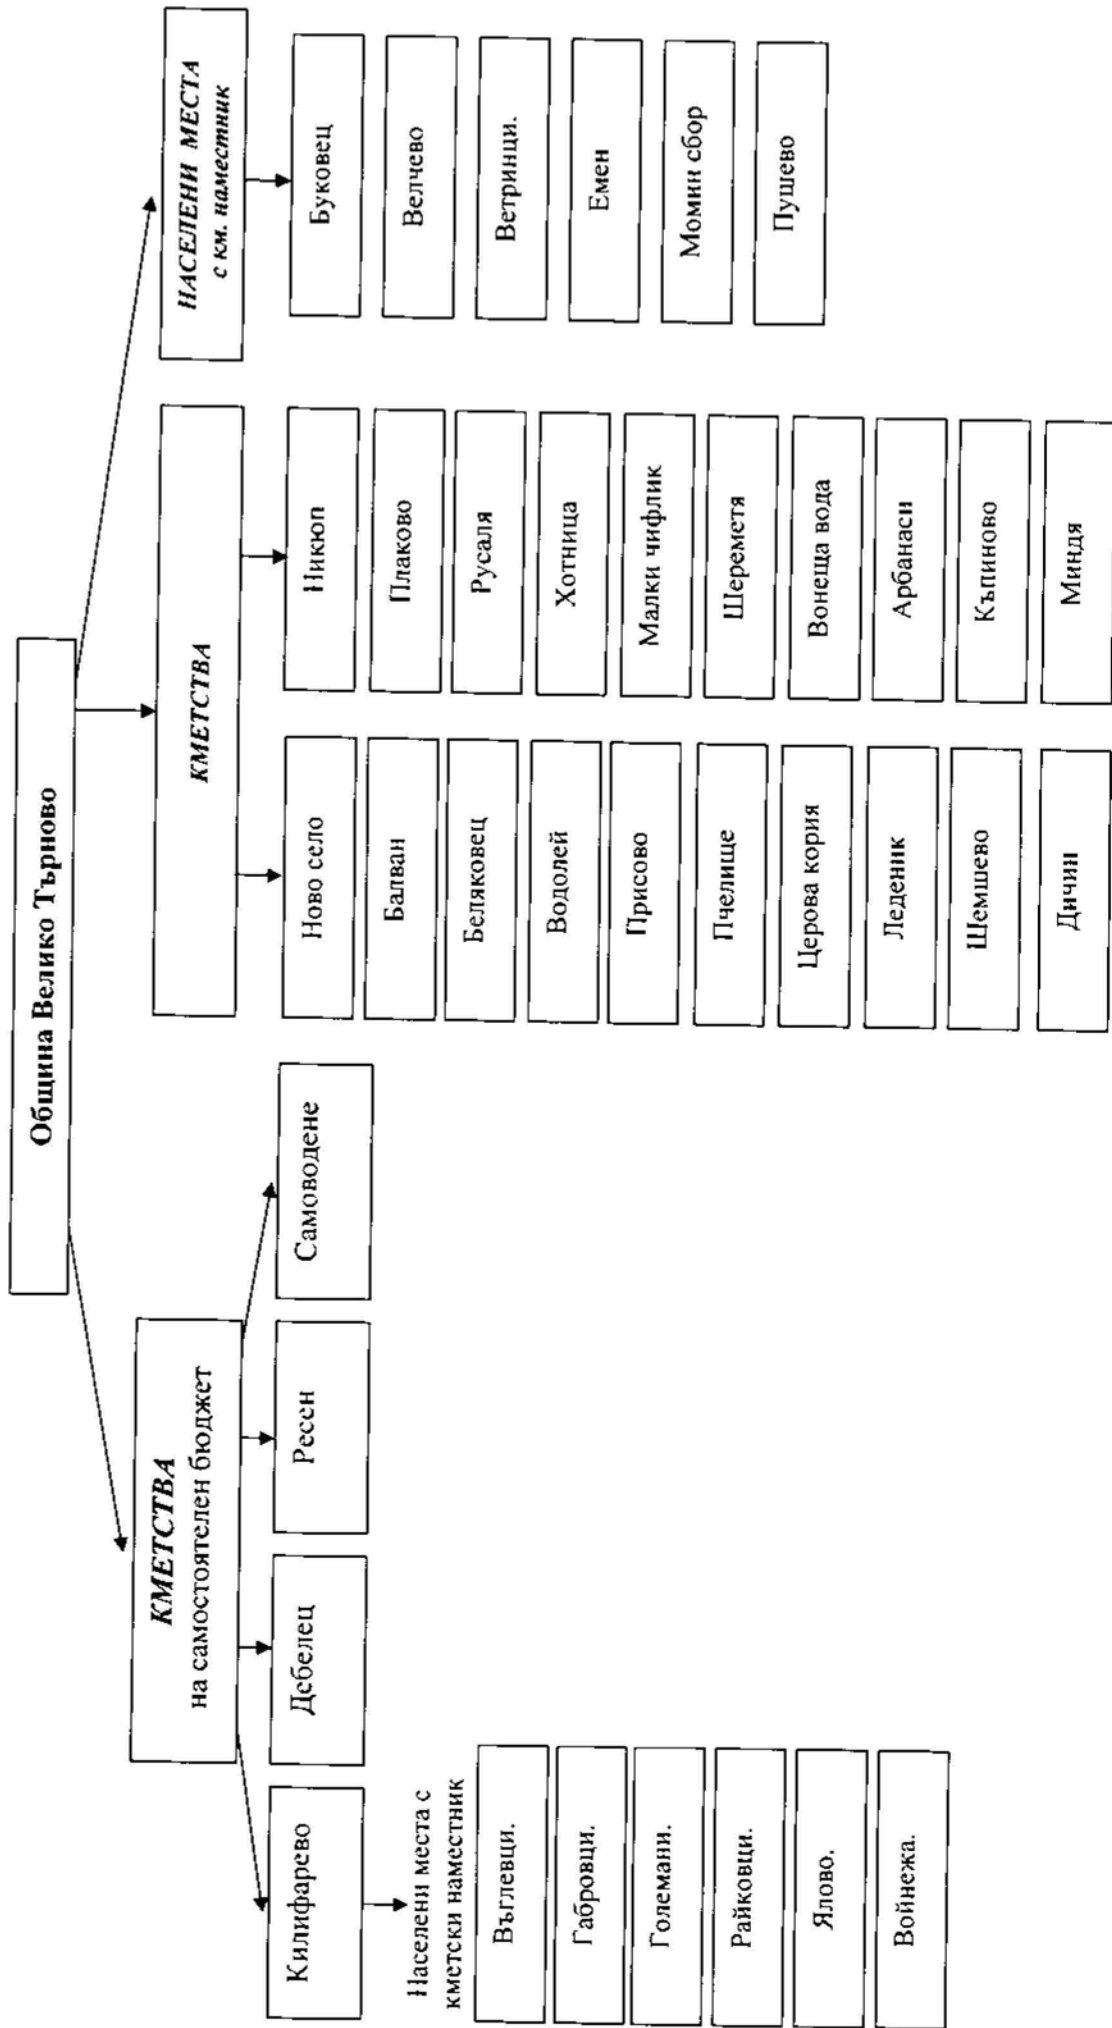 Община Велико Търново
КМЕТСТВА
на самостоятелен бюджет
Килифарево
Дебелец
Ресен
Самоводене
Населени места с
кметски наместник
Въглевци.
Габровци.
Големани.
Райковци.
Ялово.
Войнежа.
КМЕТСТВА
Ново село
Балван
Беляковец
Водолей
Присово
Пчелище
Церова кория
Леденик
Шемшево
Дичин
Никюп
Плаково
Русаля
Хотница
Малки чифлик
Шереметя
Вонеща вода
Арбанаси
Къпиново
Миндя
НАСЕЛЕНИ МЕСТА
с км. наместник
Буковец
Велчево
Ветринци.
Емен
Момин сбор
Пушево